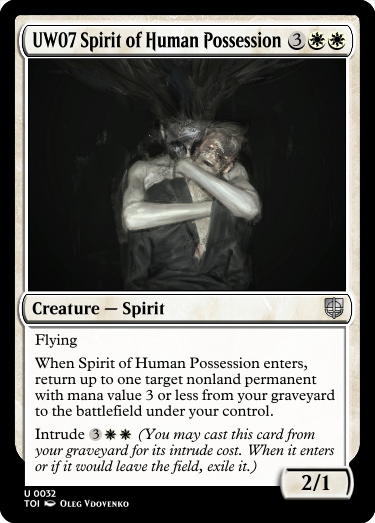 UW07 Spirit of Human Possession 3
Creature — Spirit
Flying
When Spirit of Human Possession enters,
return up to one target nonland permanent
with mana value 3 or less from your graveyard
to the battlefield under your control.
Intrude 3 (You may cast this card from
your graveyard for its intrude cost. When it enters
or if it would leave the field, exile it.)
2/1
U 0032
TOI Oleg Vdovenko